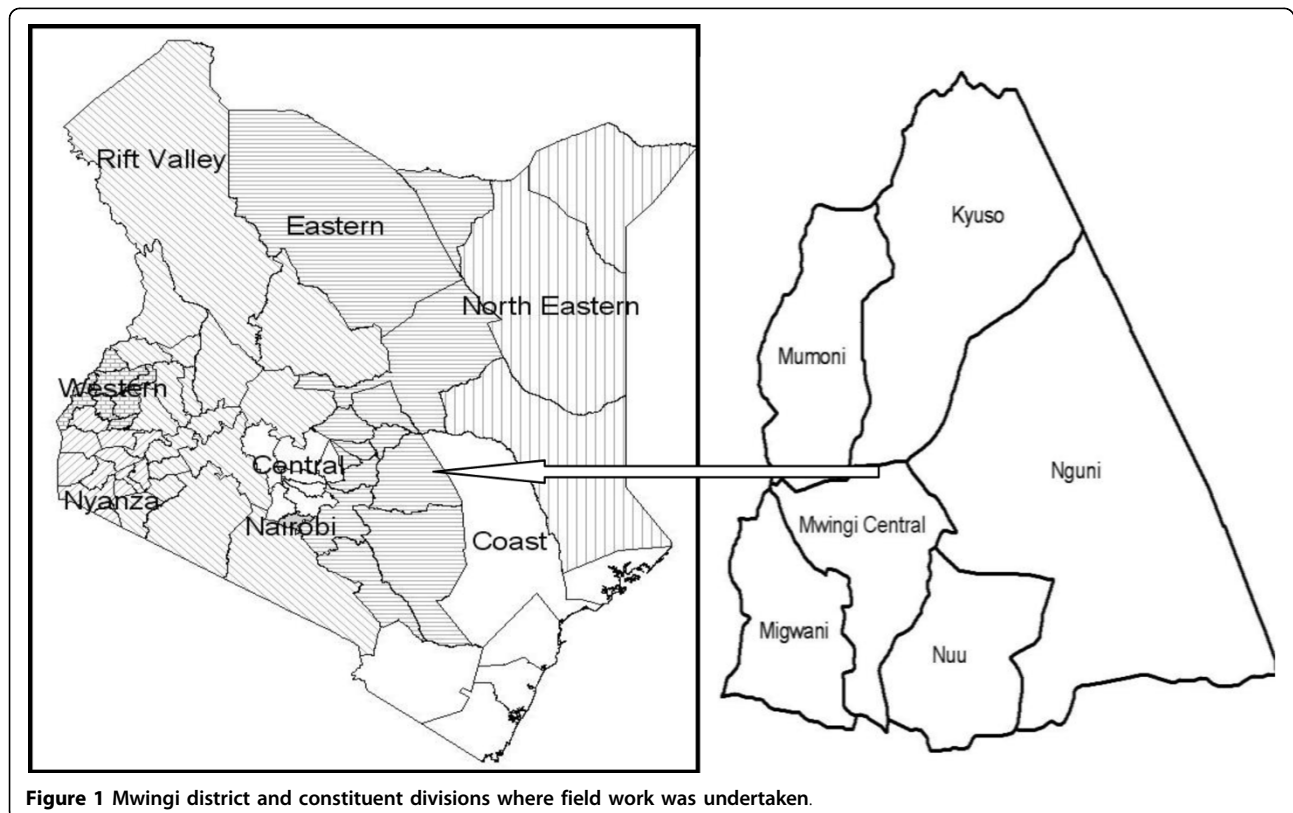 Rift Valley
Eastern
North Eastern
Western
Central
Nyanza
Nairobi
Coast
Kyuso
Mumoni
Nguni
Mwingi Central
Migwani
Nuu
Figure 1 Mwingi district and constituent divisions where field work was undertaken.